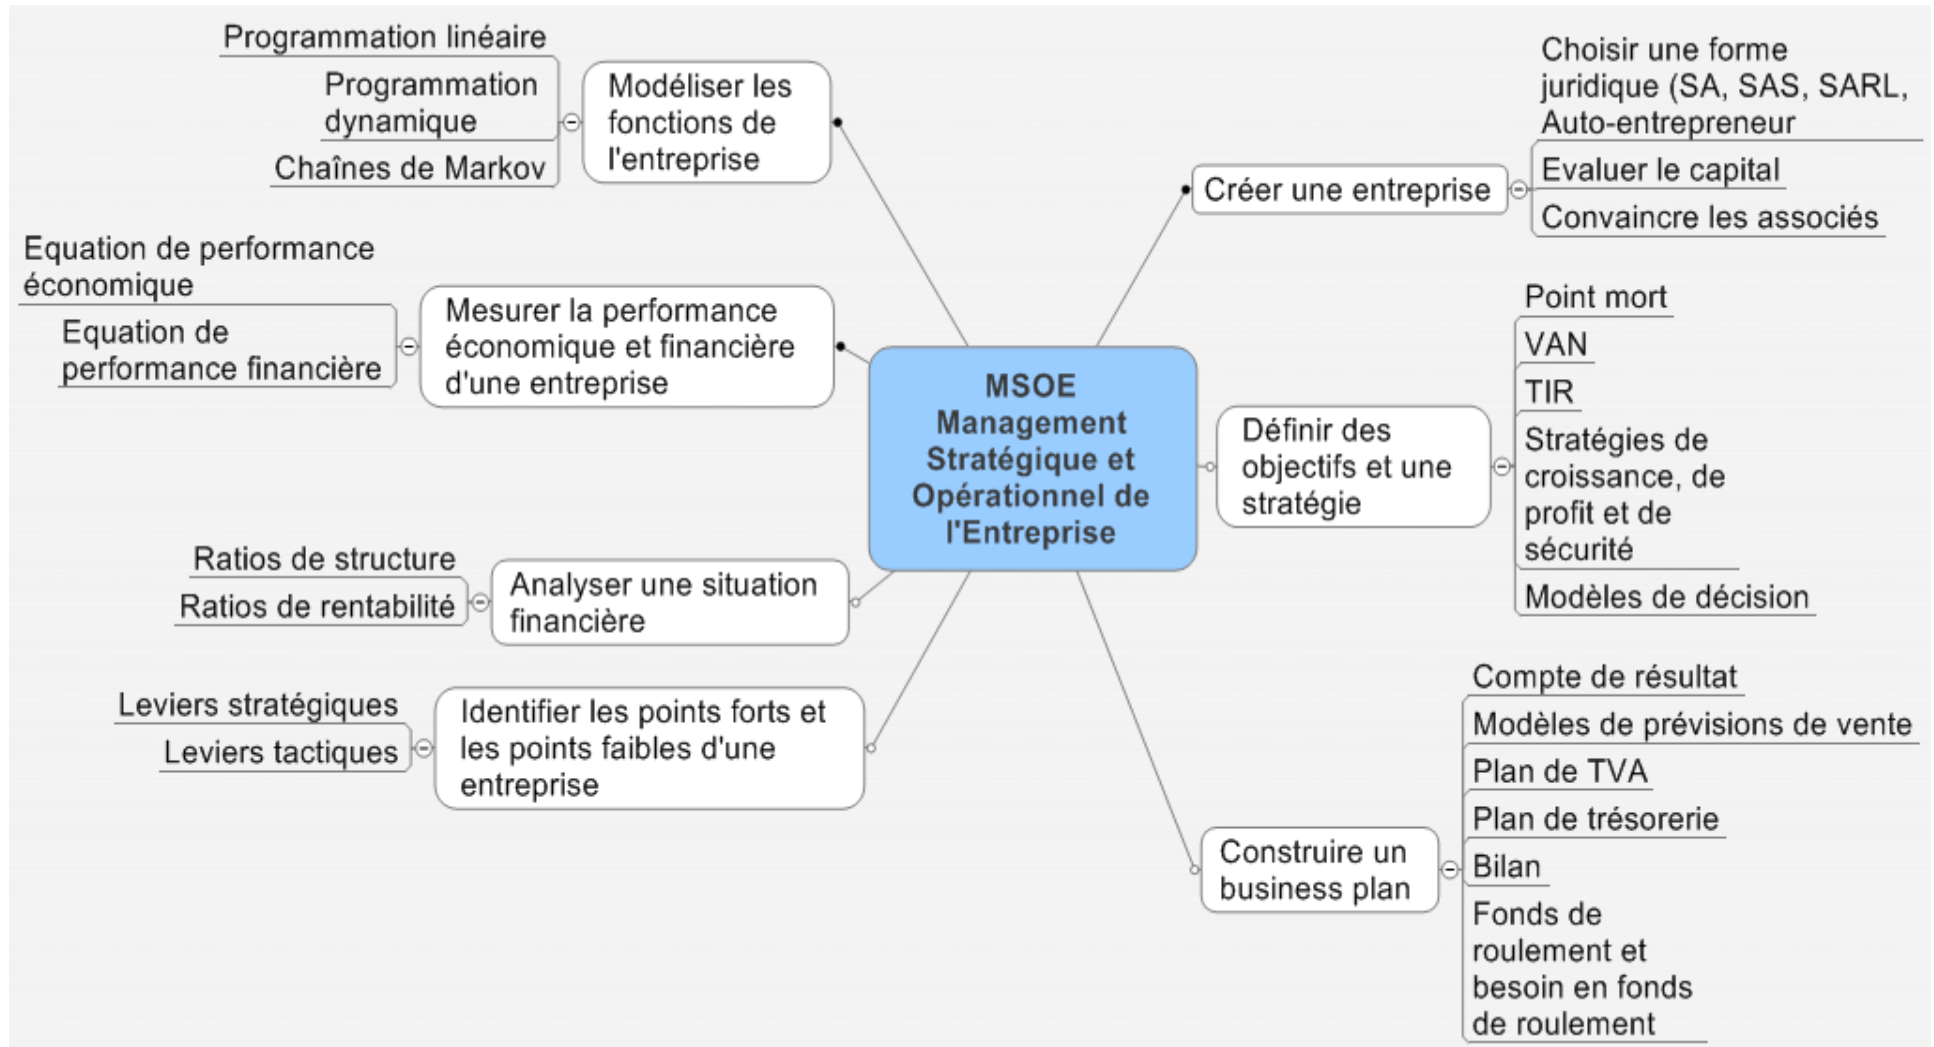 MSOE
Management
Stratégique et
Opérationnel de
l'Entreprise
Créer une entreprise
Choisir une forme
juridique (SA, SAS, SARL,
Auto-entrepreneur
Evaluer le capital
Convaincre les associés
Définir des
objectifs et une
stratégie
Point mort
VAN
TIR
Stratégies de
croissance, de
profit et de
sécurité
Modèles de décision
Construire un
business plan
Compte de résultat
Modèles de prévisions de vente
Plan de TVA
Plan de trésorerie
Bilan
Fonds de
roulement et
besoin en fonds
de roulement
Modéliser les
fonctions de
l'entreprise
Programmation linéaire
Programmation
dynamique
Chaînes de Markov
Mesurer la performance
économique et financière
d'une entreprise
Equation de performance
économique
Equation de
performance financière
Analyser une situation
financière
Ratios de structure
Ratios de rentabilité
Identifier les points forts et
les points faibles d'une
entreprise
Leviers stratégiques
Leviers tactiques